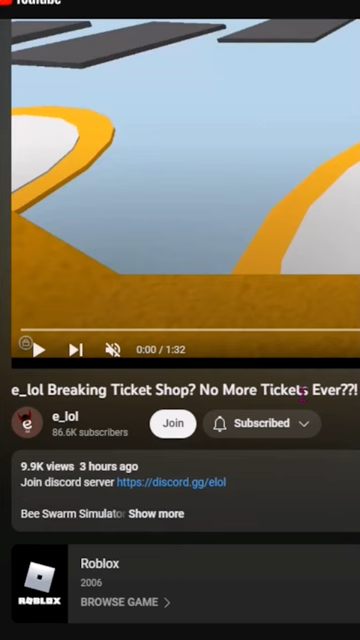 YouTube
0:00 / 1:32
e_lol Breaking Ticket Shop? No More Tickets Ever??!
e_lol
86.6K subscribers
Join
Subscribed
9.9K views 3 hours ago
Join discord server https://discord.gg/elol
Bee Swarm Simulator Show more
Roblox
2006
BROWSE GAME
ROBLOX